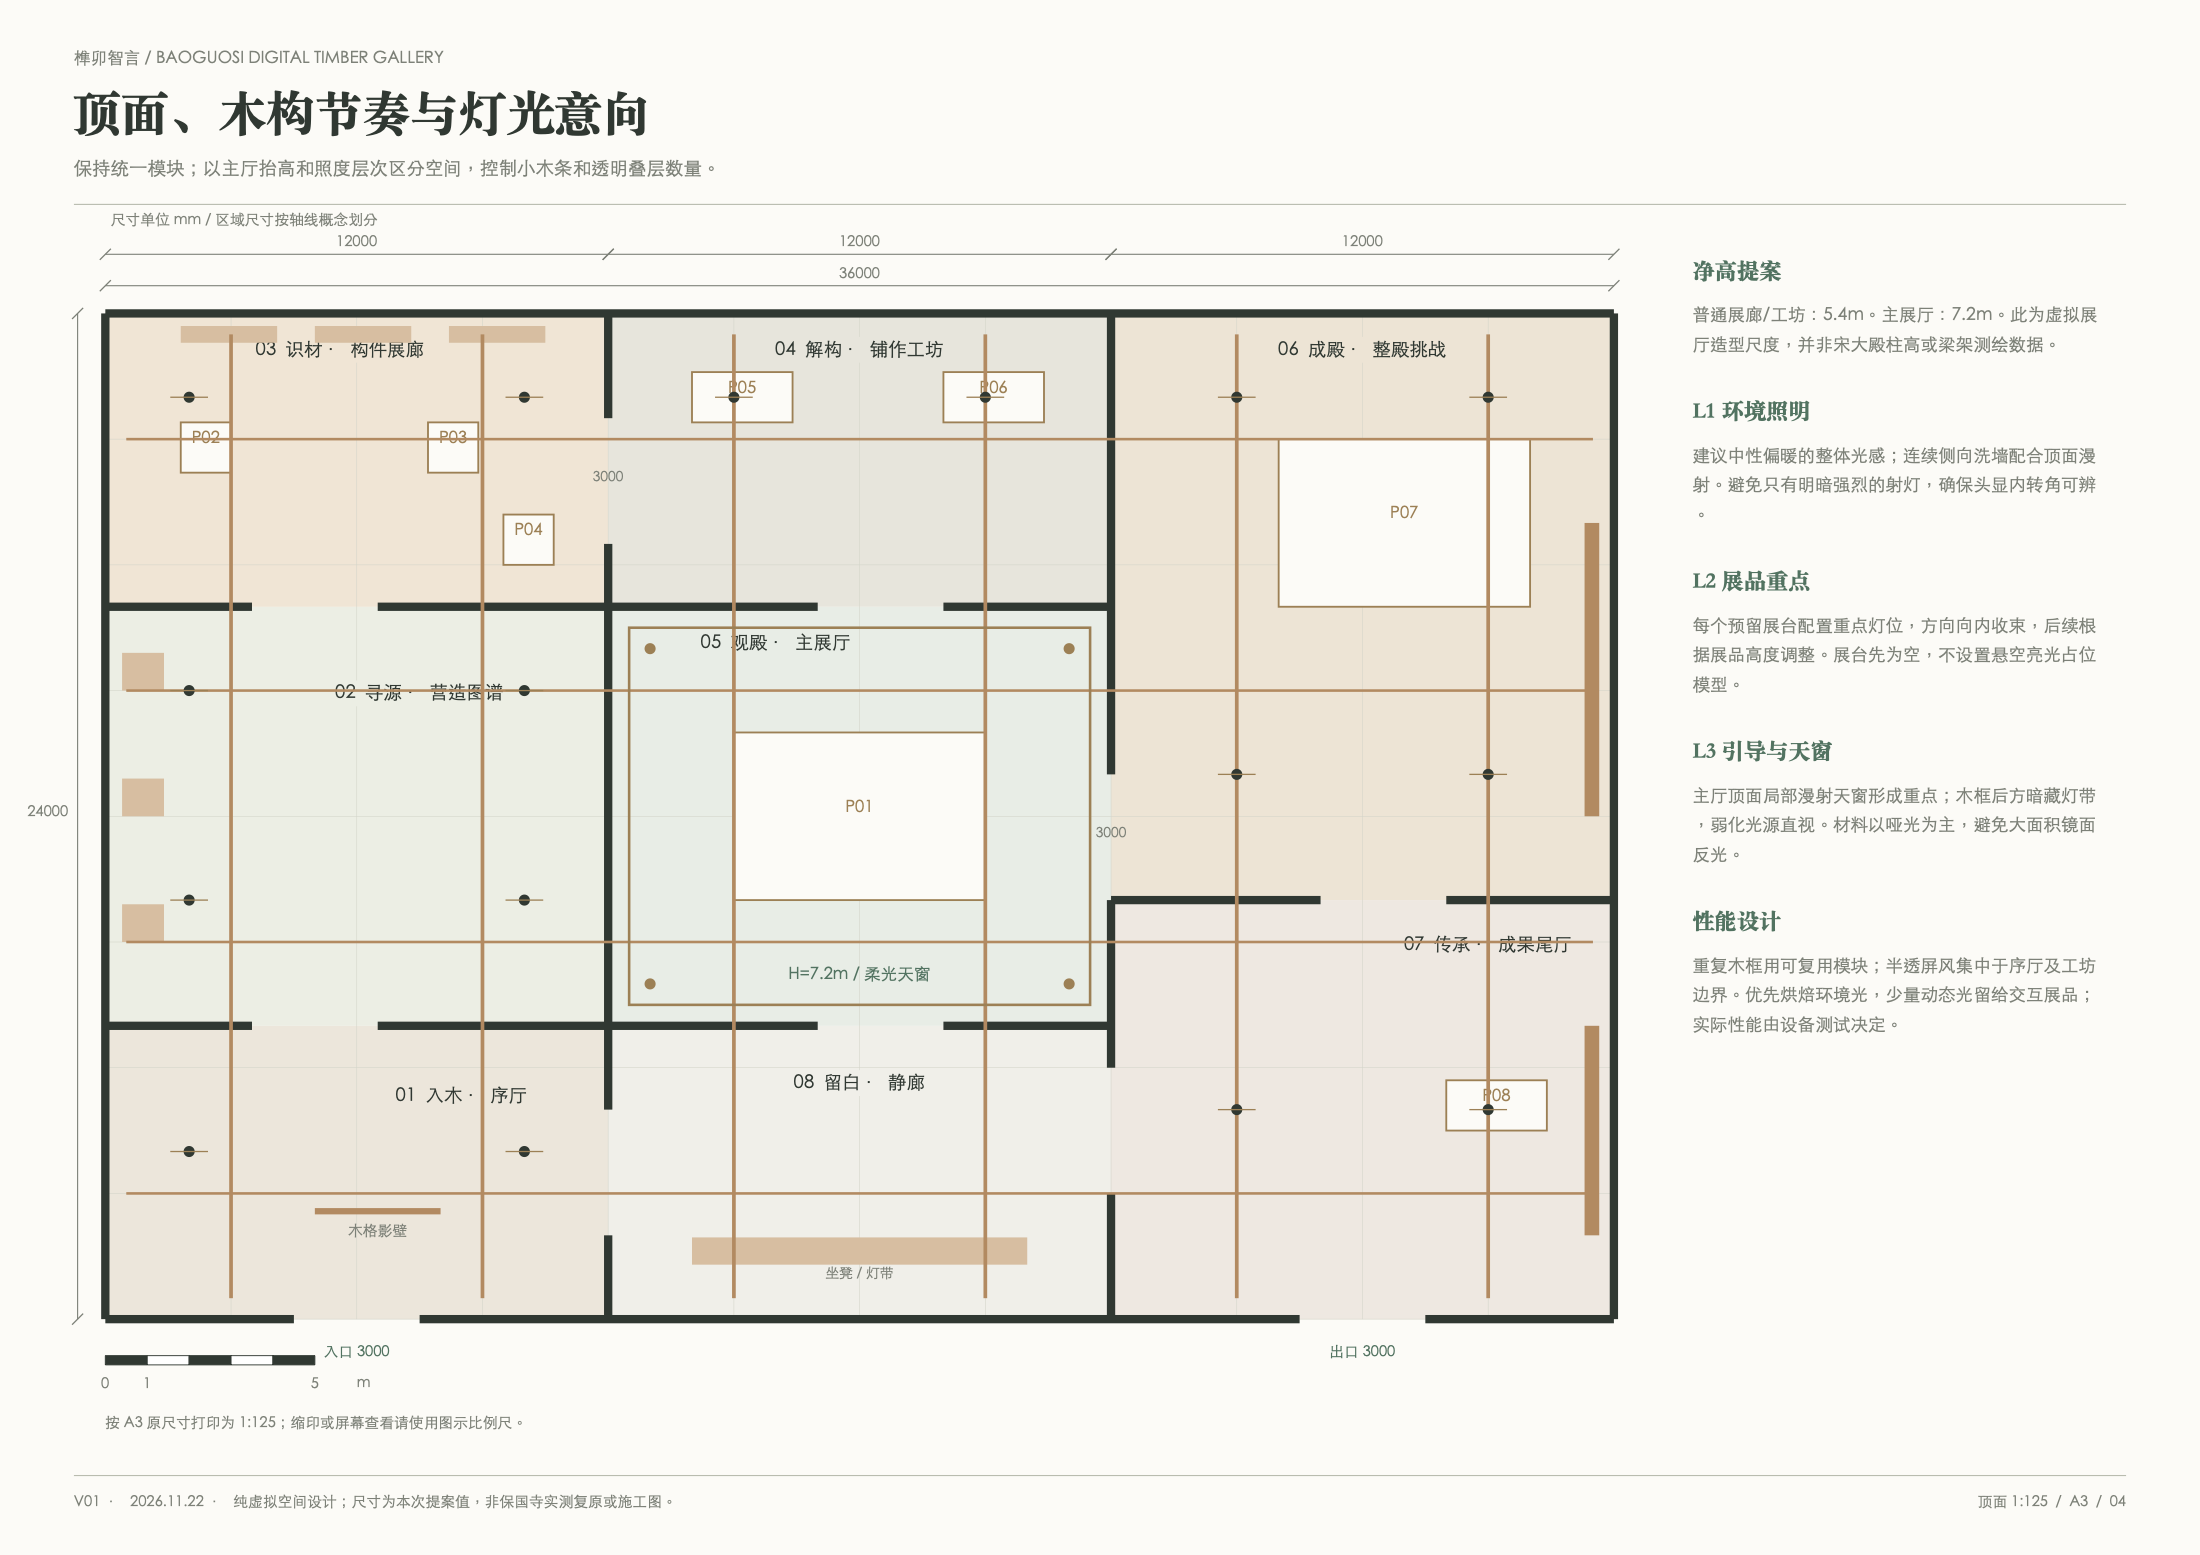 榫卯智言 / BAOGUOSI DIGITAL TIMBER GALLERY
顶面、木构节奏与灯光意向
保持统一模块；以主厅抬高和照度层次区分空间，控制小木条和透明叠层数量。
尺寸单位 mm / 区域尺寸按轴线概念划分
12000
12000
12000
36000
24000
03 识材 · 构件展廊
04 解构 · 铺作工坊
06 成殿 · 整殿挑战
P05
P06
P02
P03
3000
P07
P04
05 观殿 · 主展厅
02 寻源 · 营造图谱
P01
3000
07 传承 · 成果尾厅
H=7.2m / 柔光天窗
08 留白 · 静廊
01 入木 · 序厅
P08
木格影壁
坐凳 / 灯带
入口 3000
出口 3000
0 1 5 m
按 A3 原尺寸打印为 1:125；缩印或屏幕查看请使用图示比例尺。
净高提案
普通展廊/工坊：5.4m。主展厅：7.2m。此为虚拟展
厅造型尺度，并非宋大殿柱高或梁架测绘数据。
L1 环境照明
建议中性偏暖的整体光感；连续侧向洗墙配合顶面漫
射。避免只有明暗强烈的射灯，确保头显内转角可辨
。
L2 展品重点
每个预留展台配置重点灯位，方向向内收束，后续根
据展品高度调整。展台先为空，不设置悬空亮光占位
模型。
L3 引导与天窗
主厅顶面局部漫射天窗形成重点；木框后方暗藏灯带
，弱化光源直视。材料以哑光为主，避免大面积镜面
反光。
性能设计
重复木框用可复用模块；半透屏风集中于序厅及工坊
边界。优先烘焙环境光，少量动态光留给交互展品；
实际性能由设备测试决定。
V01 · 2026.11.22 · 纯虚拟空间设计；尺寸为本次提案值，非保国寺实测复原或施工图。
顶面 1:125 / A3 / 04